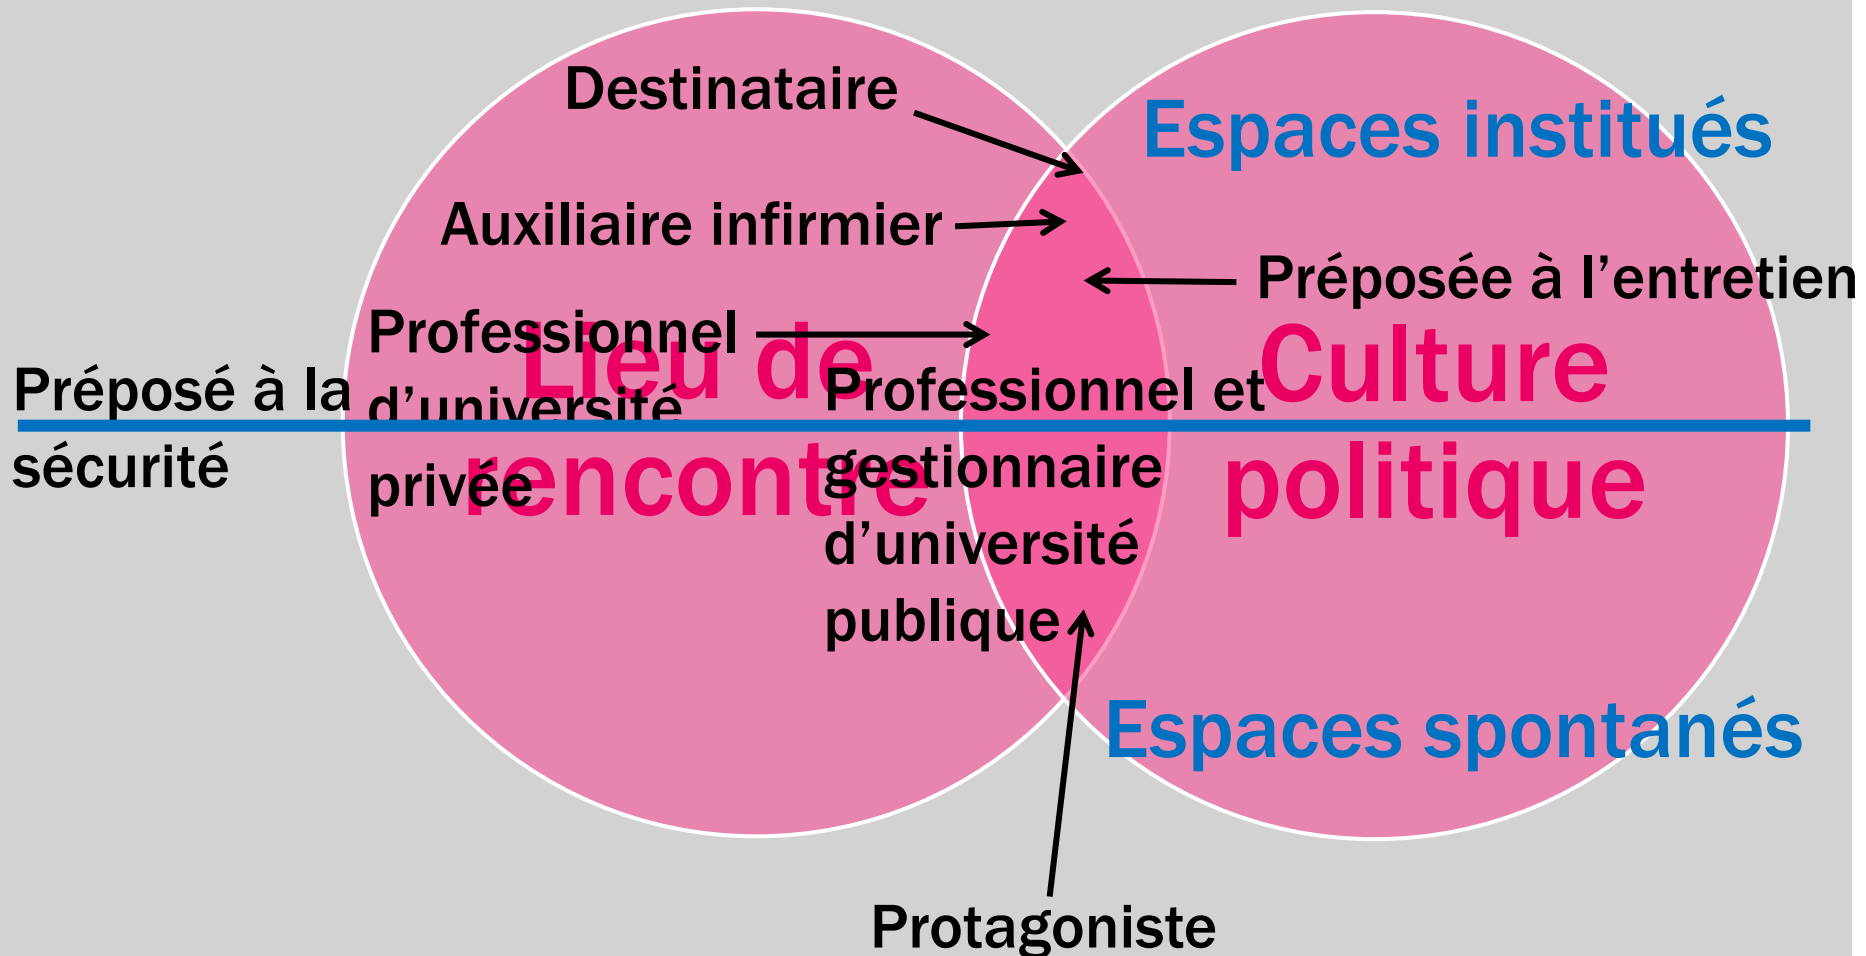 Destinataire
Espaces institués
Auxiliaire infirmier
Préposée à l’entretien
Professionnel
d’université
privée
Lieu de
rencontre
Culture
politique
Préposé à la
sécurité
Professionnel et
gestionnaire
d’université
publique
Espaces spontanés
Protagoniste